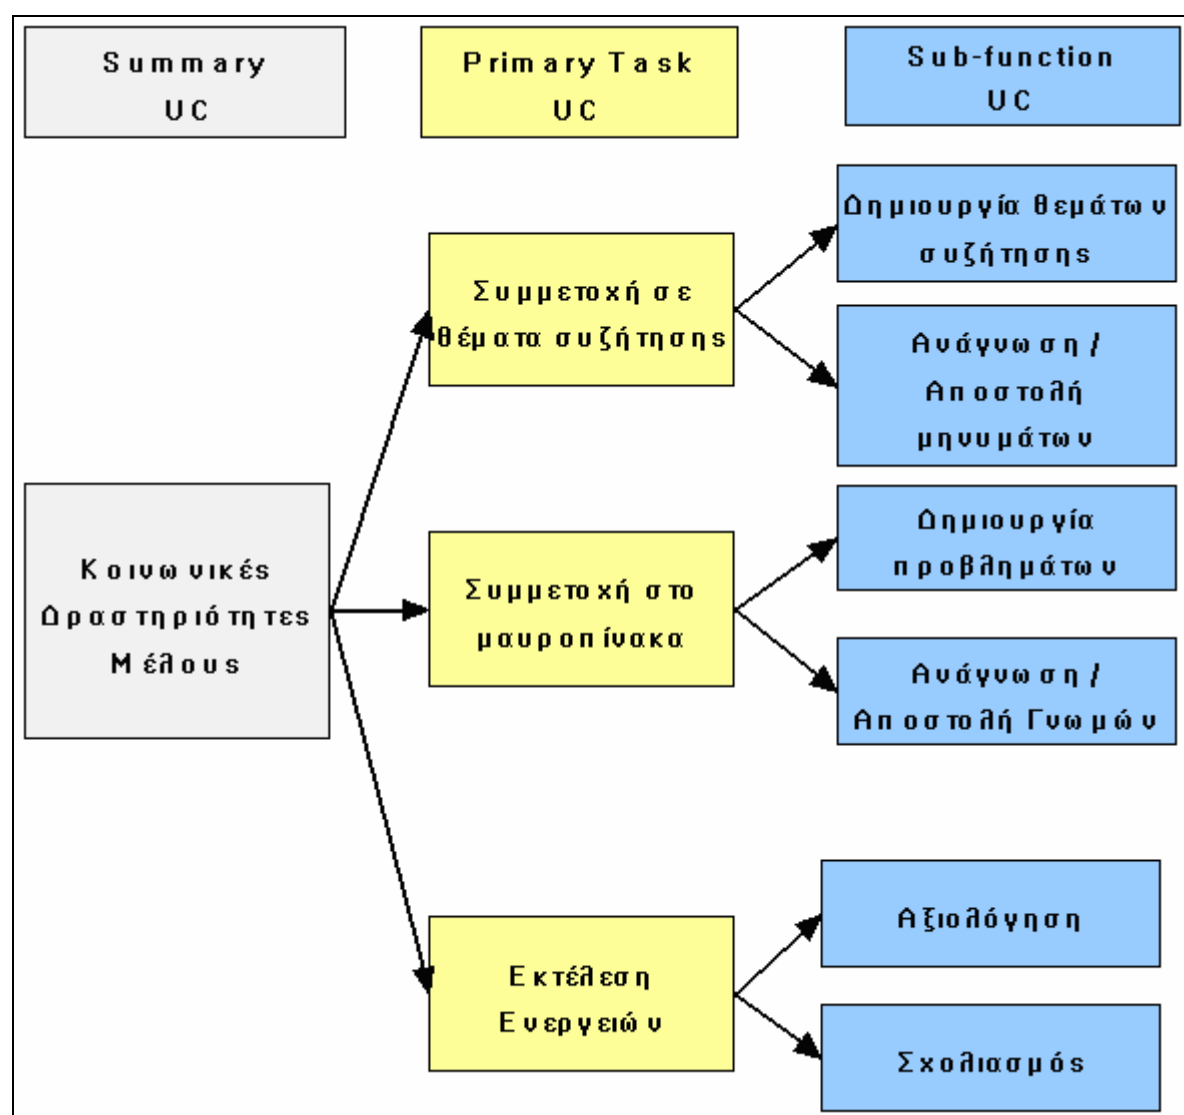 Summary
UC
Primary Task
UC
Sub-function
UC
Κοινωνικές
Δραστηριότητες
Μέλους
Συμμετοχή σε
θέματα συζήτησης
Δημιουργία θεμάτων
συζήτησης
Ανάγνωση /
Αποστολή
μηνυμάτων
Συμμετοχή στο
μαυροπίνακα
Δημιουργία
προβλημάτων
Ανάγνωση /
Αποστολή Γνωμών
Εκτέλεση
Ενεργειών
Αξιολόγηση
Σχολιασμός